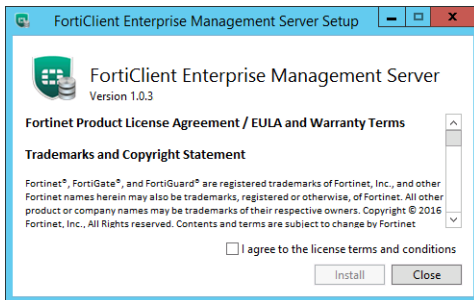 FortiClient Enterprise Management Server Setup
FortiClient Enterprise Management Server
Version 1.0.3
Fortinet Product License Agreement / EULA and Warranty Terms
Trademarks and Copyright Statement
Fortinet®, FortiGate®, and FortiGuard® are registered trademarks of Fortinet, Inc., and other
Fortinet names herein may also be trademarks, registered or otherwise, of Fortinet. All other
product or company names may be trademarks of their respective owners. Copyright © 2016
Fortinet, Inc., All Rights reserved. Contents and terms are subject to change by Fortinet
I agree to the license terms and conditions
Install
Close